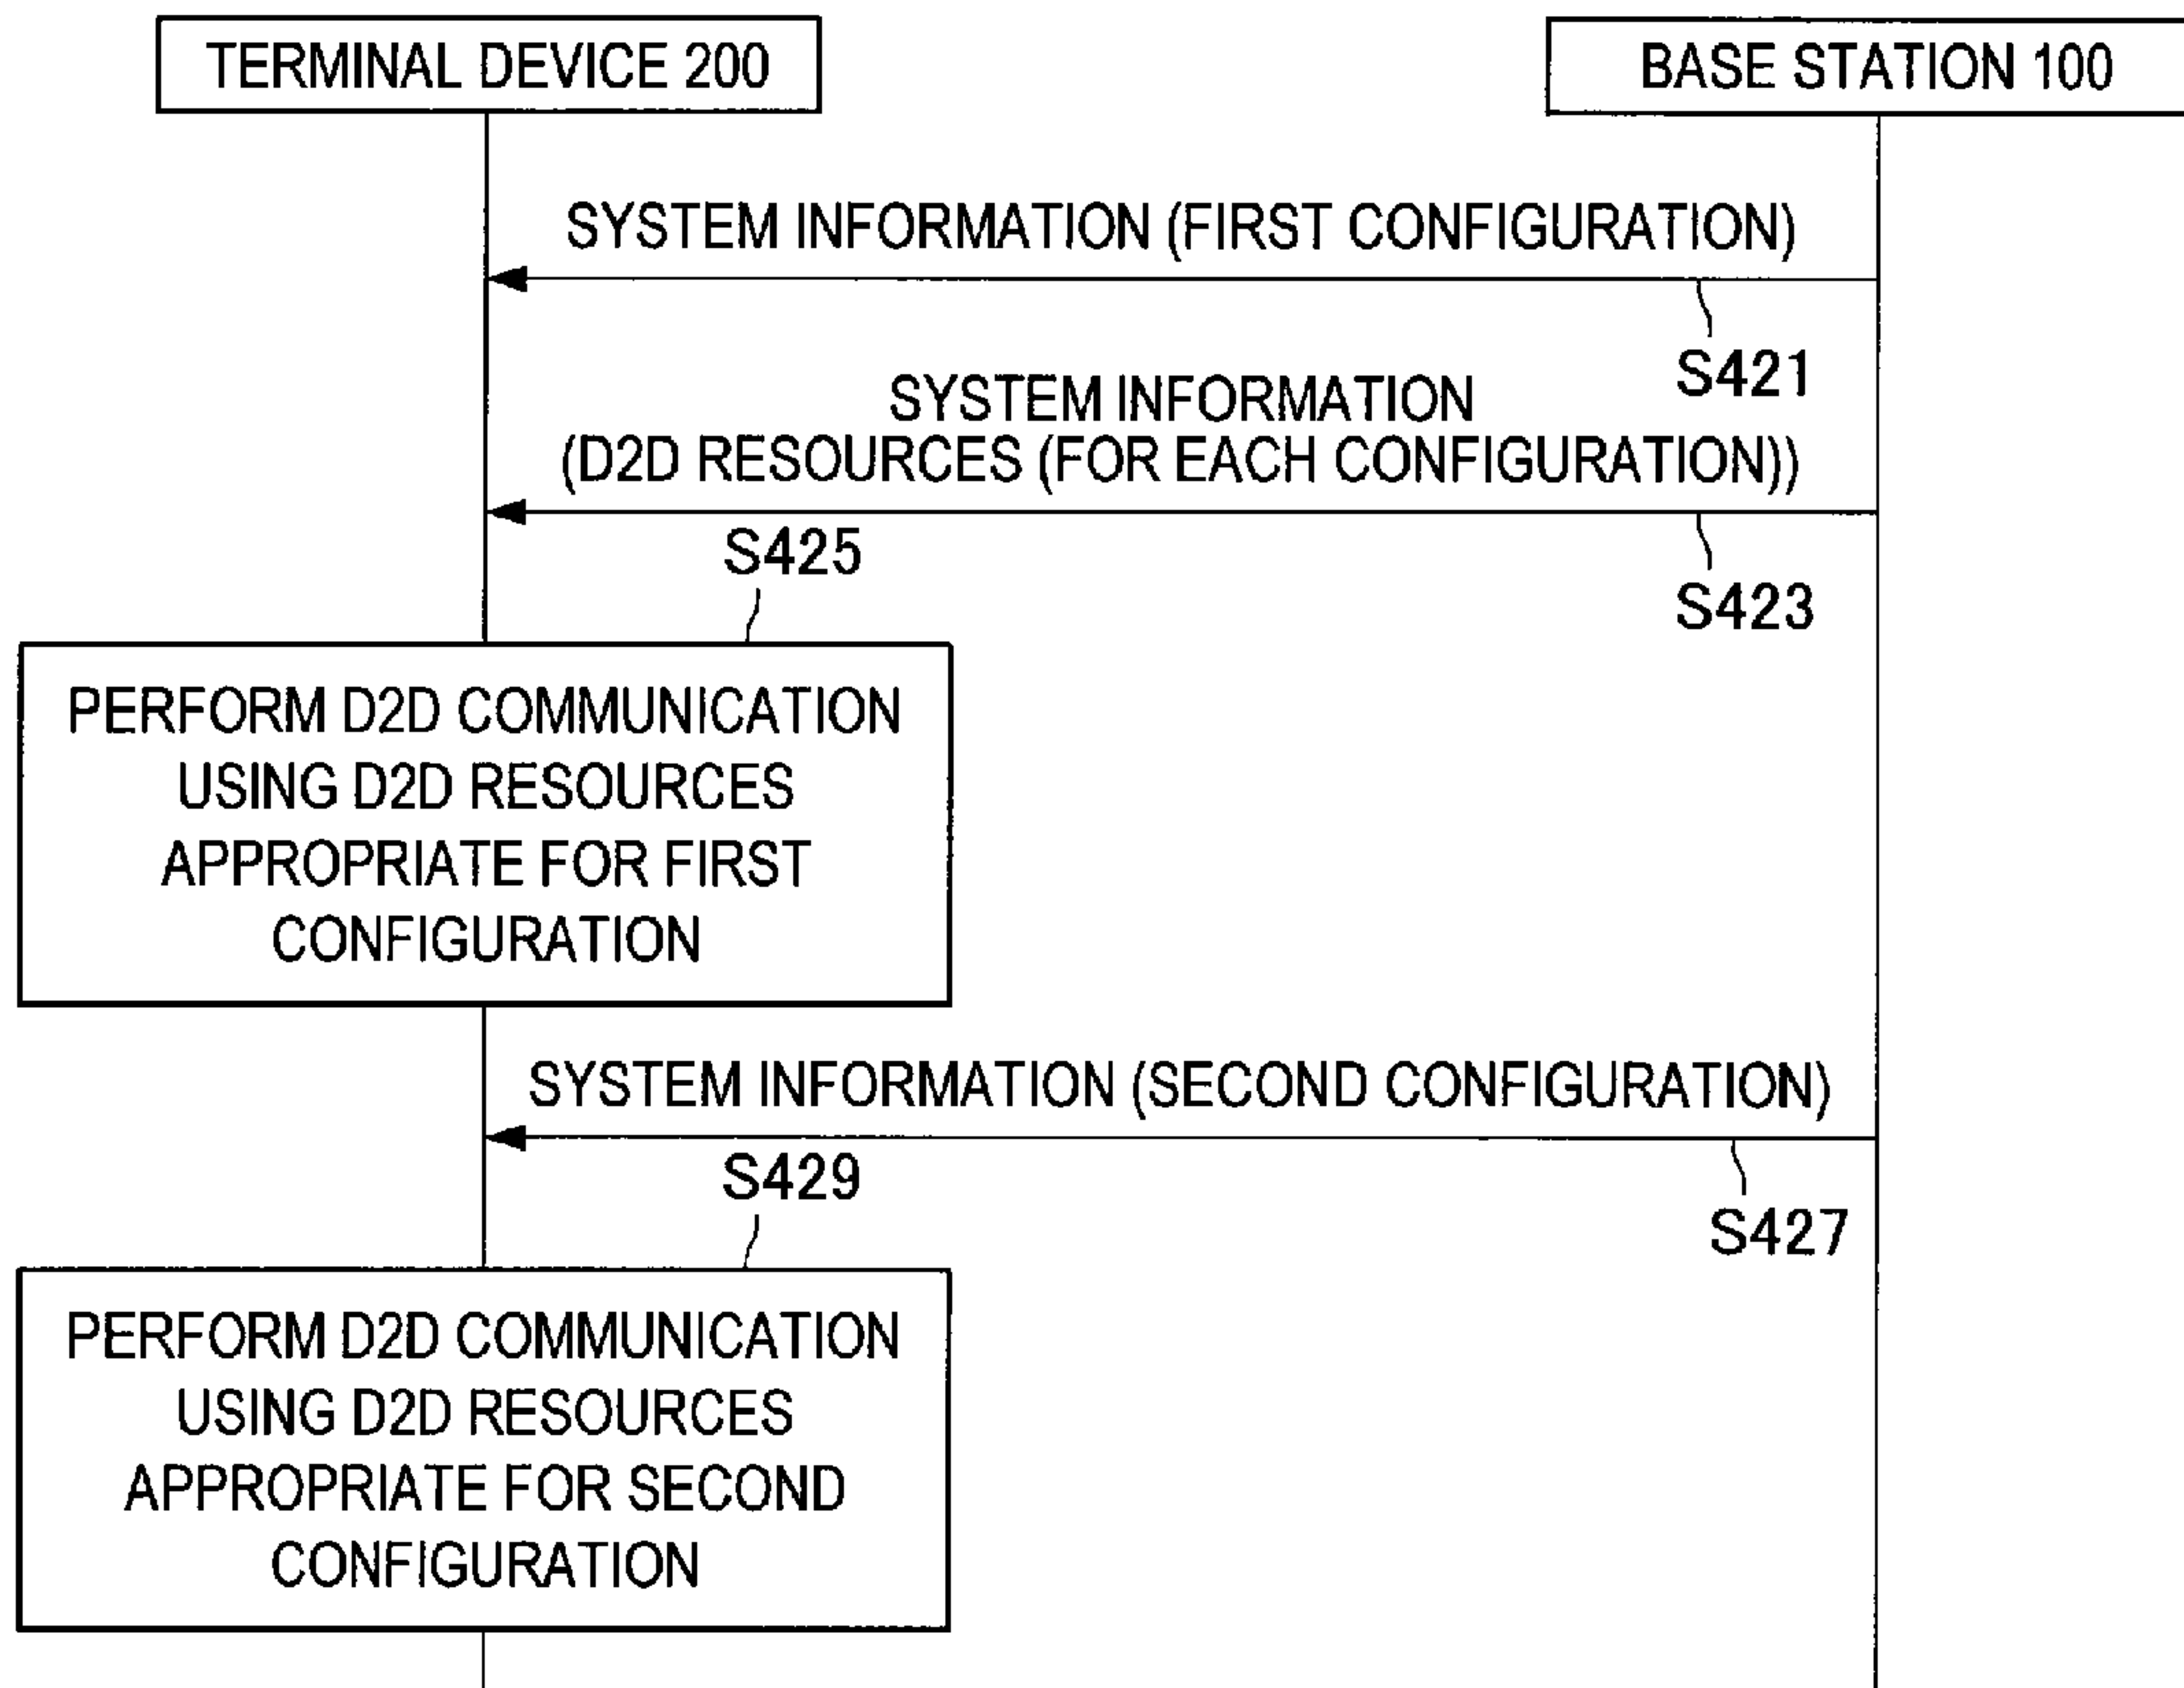 TERMINAL DEVICE 200
BASE STATION 100
SYSTEM INFORMATION (FIRST CONFIGURATION)
S421
SYSTEM INFORMATION
(D2D RESOURCES (FOR EACH CONFIGURATION))
S423
S425
PERFORM D2D COMMUNICATION
USING D2D RESOURCES
APPROPRIATE FOR FIRST
CONFIGURATION
SYSTEM INFORMATION (SECOND CONFIGURATION)
S427
S429
PERFORM D2D COMMUNICATION
USING D2D RESOURCES
APPROPRIATE FOR SECOND
CONFIGURATION